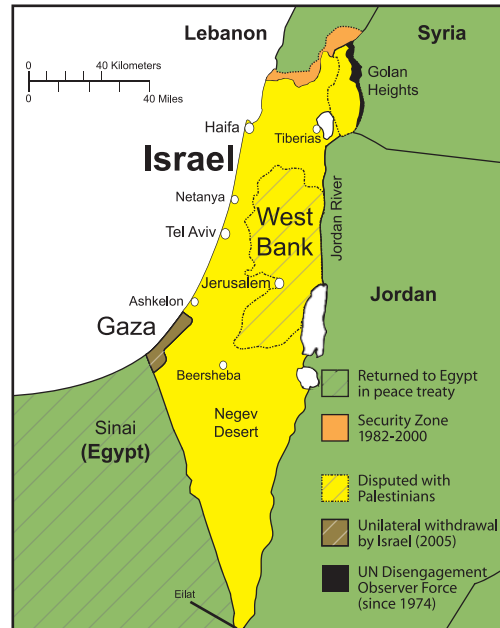 Lebanon
Syria
0 40 Kilometers
0 40 Miles
Golan
Heights
Haifa
Tiberias
Israel
Netanya
West
Bank
Jordan River
Tel Aviv
Jerusalem
Jordan
Ashkelon
Gaza
Beersheba
Sinai
(Egypt)
Negev
Desert
Eilat
Returned to Egypt
in peace treaty
Security Zone
1982-2000
Disputed with
Palestinians
Unilateral withdrawal
by Israel (2005)
UN Disengagement
Observer Force
(since 1974)